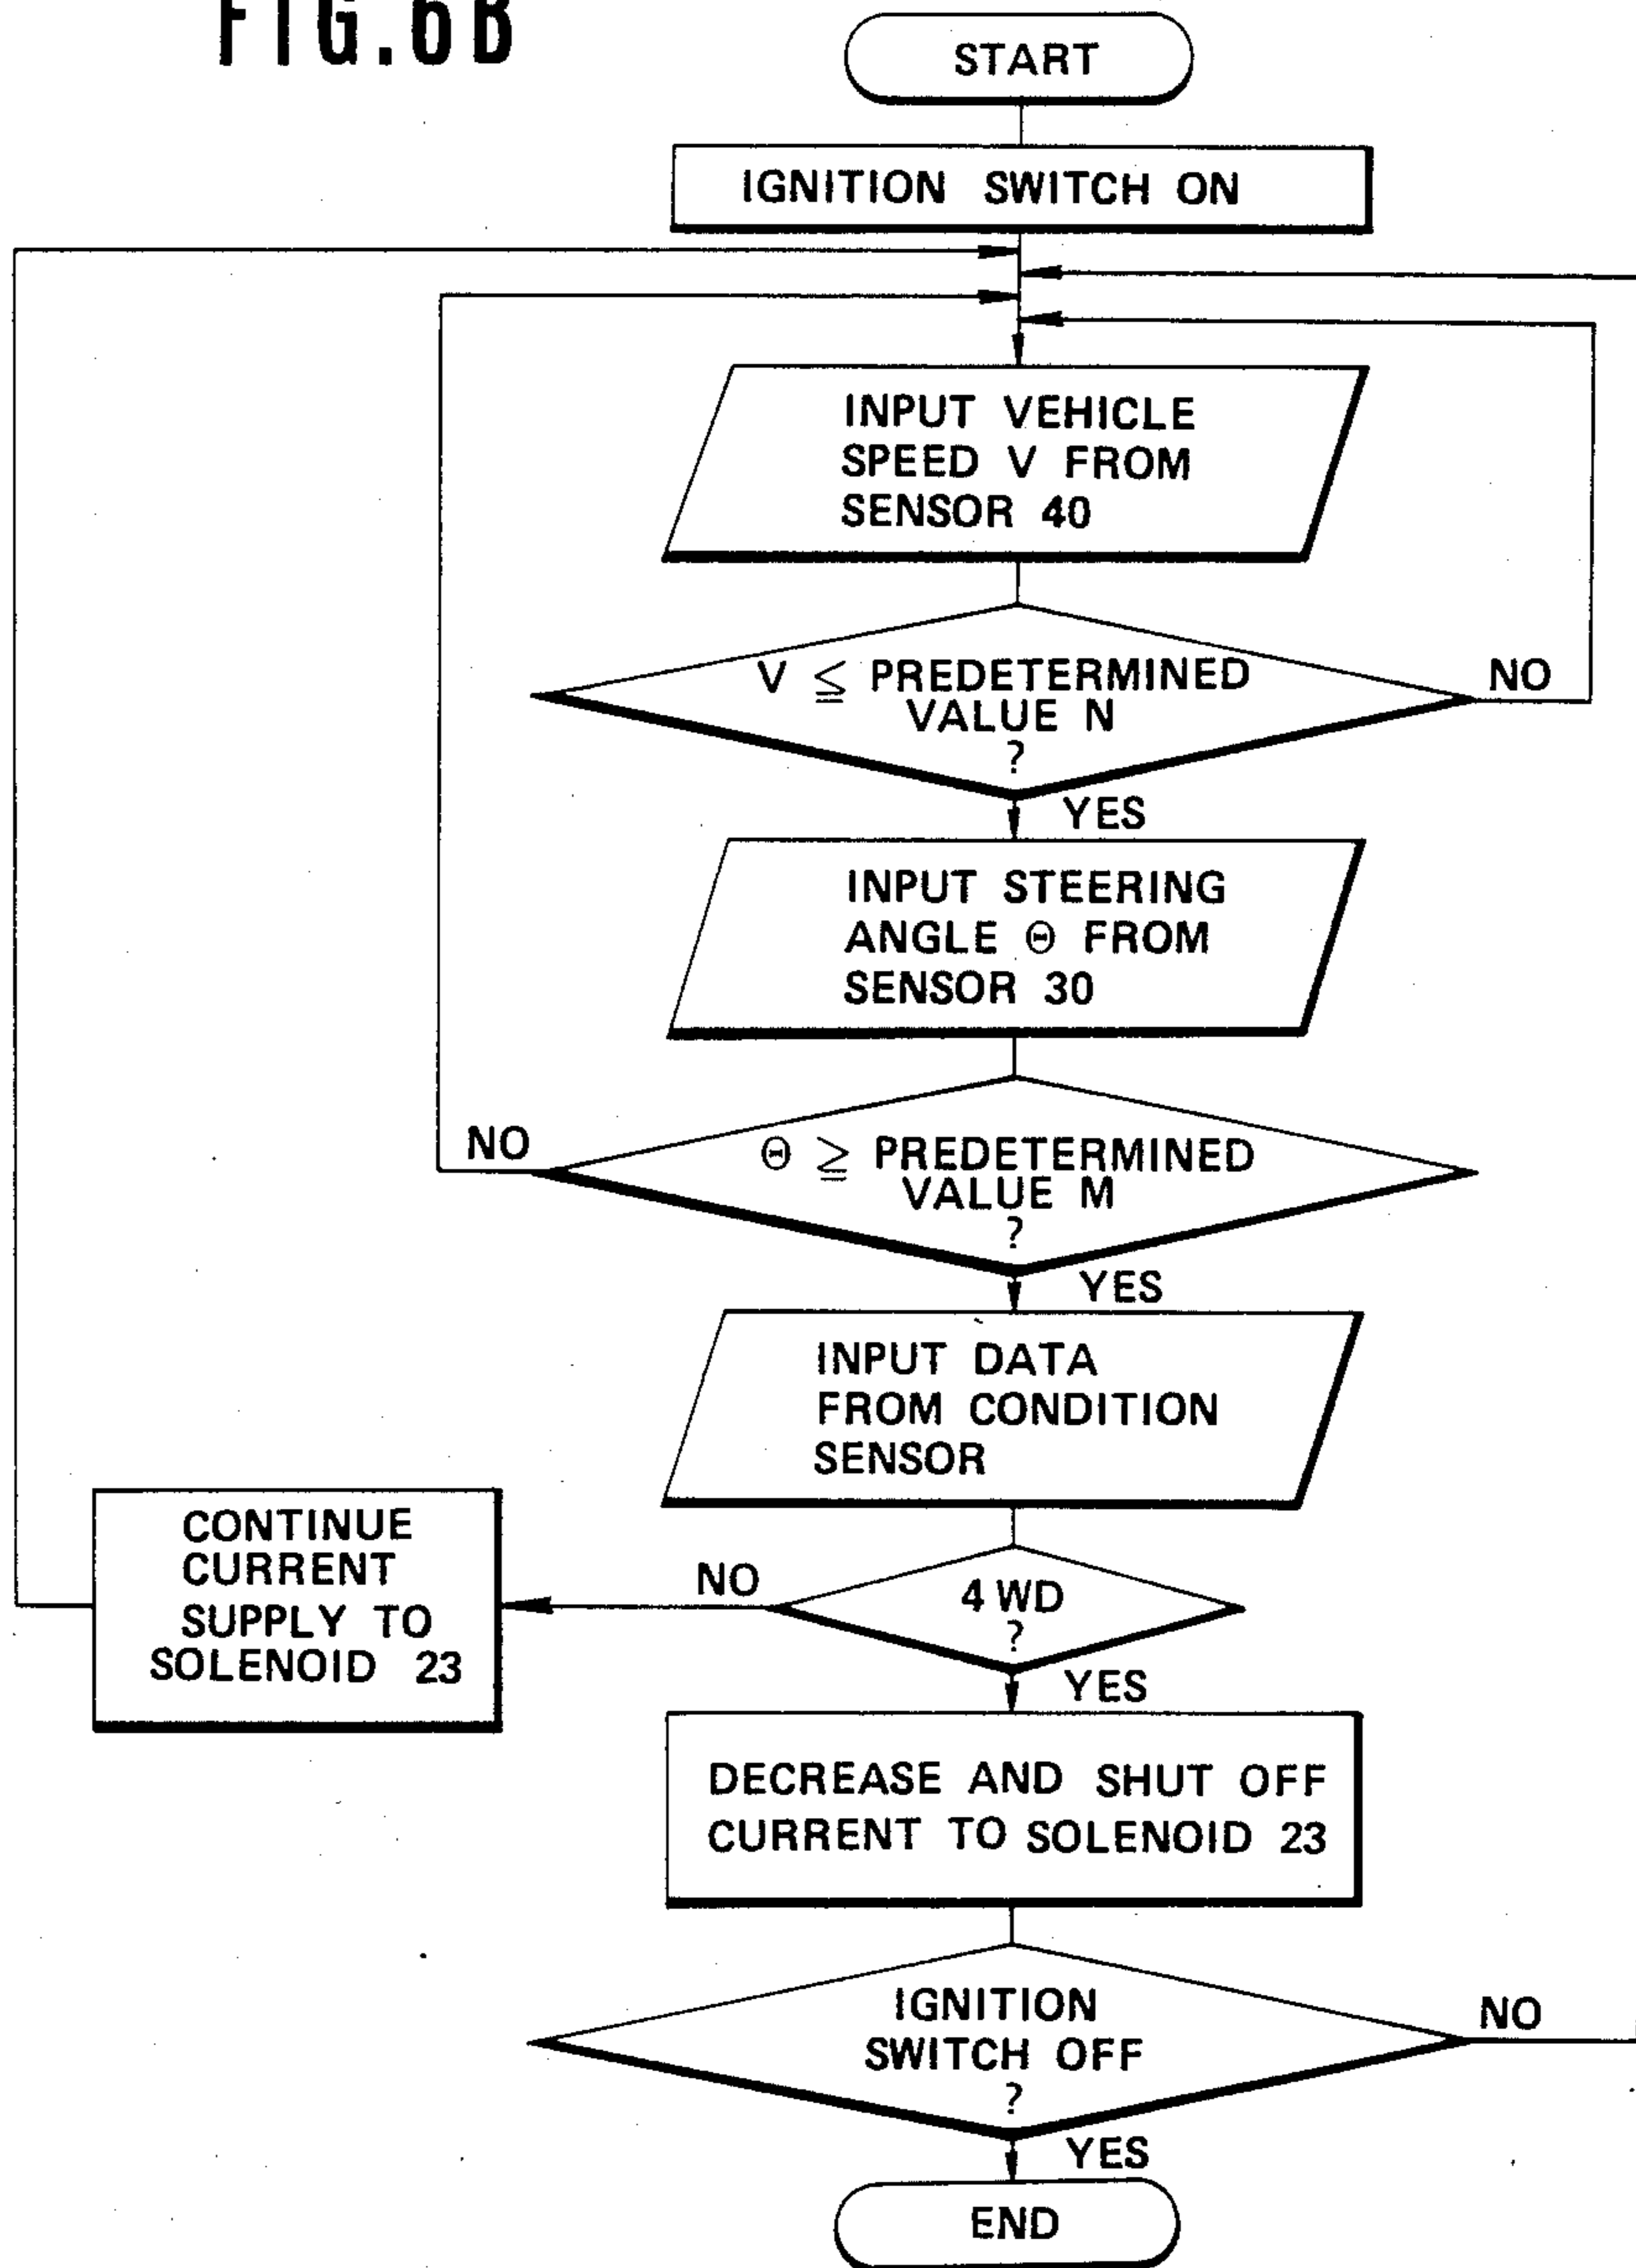 FIG.6B
START
IGNITION SWITCH ON
INPUT VEHICLE
SPEED V FROM
SENSOR 40
V ≦ PREDETERMINED
VALUE N
?
NO
YES
INPUT STEERING
ANGLE Θ FROM
SENSOR 30
NO
Θ ≧ PREDETERMINED
VALUE M
?
YES
INPUT DATA
FROM CONDITION
SENSOR
CONTINUE
CURRENT
SUPPLY TO
SOLENOID 23
NO
4 WD
?
YES
DECREASE AND SHUT OFF
CURRENT TO SOLENOID 23
IGNITION
SWITCH OFF
?
NO
YES
END